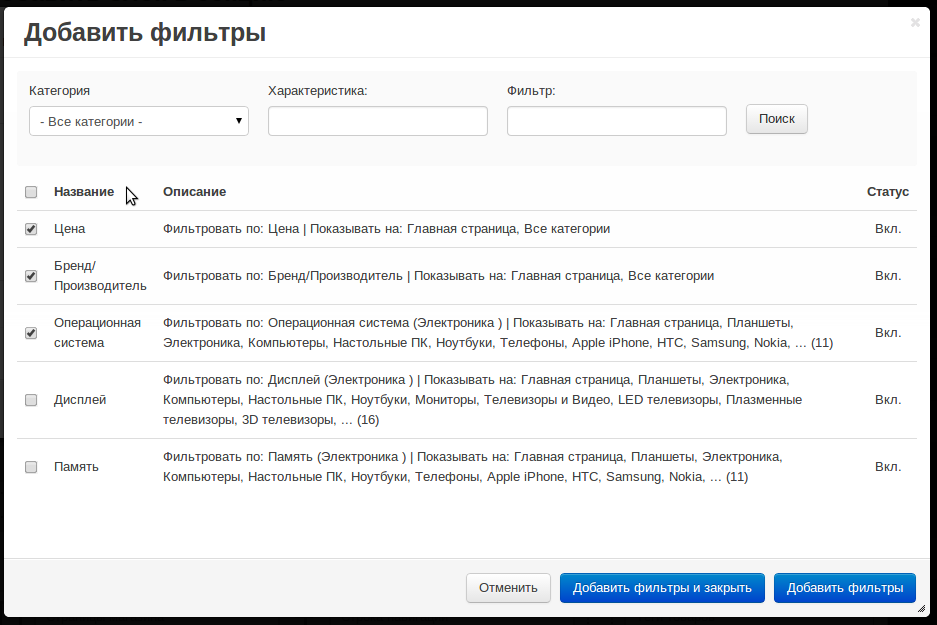 Добавить фильтры
Категория Характеристика: Фильтр:
- Все категории - Поиск
Название Описание Статус
Цена Фильтровать по: Цена | Показывать на: Главная страница, Все категории Вкл.
Бренд/
Производитель Фильтровать по: Бренд/Производитель | Показывать на: Главная страница, Все категории Вкл.
Операционная
система
Фильтровать по: Операционная система (Электроника ) | Показывать на: Главная страница, Планшеты,
Электроника, Компьютеры, Настольные ПК, Ноутбуки, Телефоны, Apple iPhone, HTC, Samsung, Nokia, ... (11)
Вкл.
Дисплей
Фильтровать по: Дисплей (Электроника ) | Показывать на: Главная страница, Планшеты, Электроника,
Компьютеры, Настольные ПК, Ноутбуки, Мониторы, Телевизоры и Видео, LED телевизоры, Плазменные
телевизоры, 3D телевизоры, ... (16)
Вкл.
Память
Фильтровать по: Память (Электроника ) | Показывать на: Главная страница, Планшеты, Электроника,
Компьютеры, Настольные ПК, Ноутбуки, Телефоны, Apple iPhone, HTC, Samsung, Nokia, ... (11)
Вкл.
Отменить Добавить фильтры и закрыть Добавить фильтры